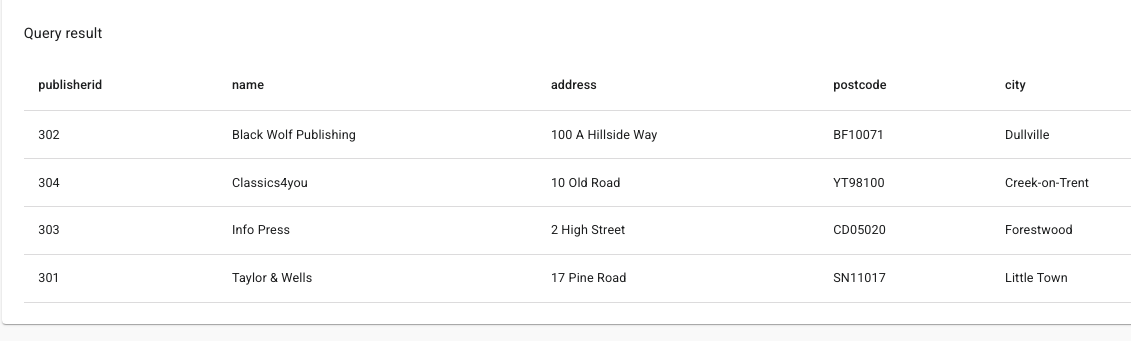 Query result
publisherid name address postcode city
302 Black Wolf Publishing 100 A Hillside Way BF10071 Dullville
304 Classics4you 10 Old Road YT98100 Creek-on-Trent
303 Info Press 2 High Street CD05020 Forestwood
301 Taylor & Wells 17 Pine Road SN11017 Little Town